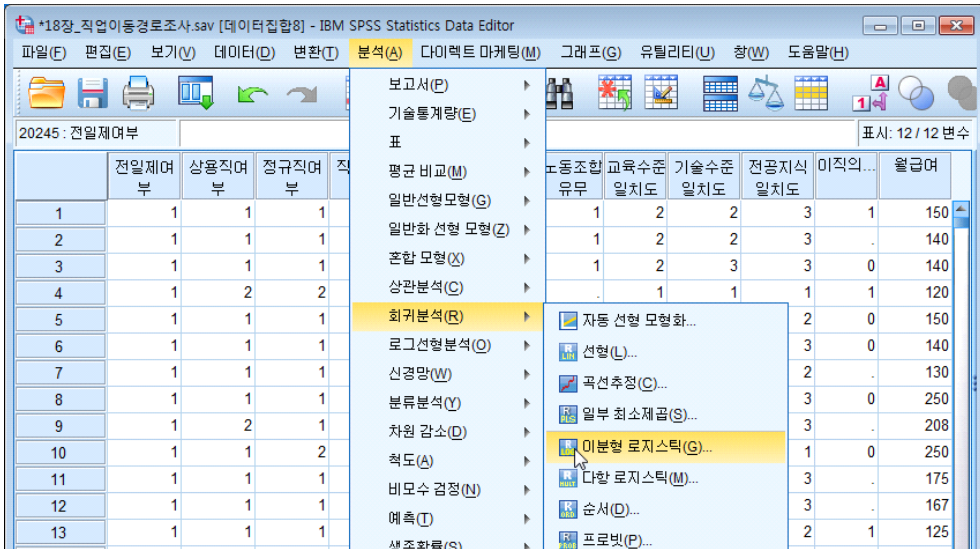 *18장_직업이동경로조사.sav [데이터집합8] - IBM SPSS Statistics Data Editor
파일(F) 편집(E) 보기(V) 데이터(D) 변환(T) 분석(A) 다이렉트 마케팅(M) 그래프(G) 유틸리티(U) 창(W) 도움말(H)
20245 : 전일제여부
표시: 12 / 12 변수
보고서(P)
기술통계량(E)
표
평균 비교(M)
일반선형모형(G)
일반화 선형 모형(Z)
혼합 모형(X)
상관분석(C)
회귀분석(R)
로그선형분석(O)
신경망(W)
분류분석(Y)
차원 감소(D)
척도(A)
비모수 검정(N)
예측(T)
생존확률(S)
자동 선형 모형화...
선형(L)...
곡선추정(C)...
일부 최소제곱(S)...
이분형 로지스틱(G)...
다항 로지스틱(M)...
순서(O)...
프로빗(P)...
전일제여부 상용직여부 정규직여부 직 노동조합유무 교육수준일치도 기술수준일치도 전공지식일치도 이직의... 월급여
1 1 1 1 1 2 2 3 1 150
2 1 1 1 1 2 2 3 . 140
3 1 1 1 1 2 3 3 0 140
4 1 2 2 . 1 1 1 1 120
5 1 1 1 2 0 150
6 1 1 1 3 0 140
7 1 1 1 2 . 130
8 1 1 1 3 0 250
9 1 2 1 3 . 208
10 1 1 2 1 0 250
11 1 1 1 3 . 175
12 1 1 1 3 . 167
13 1 1 1 2 1 125